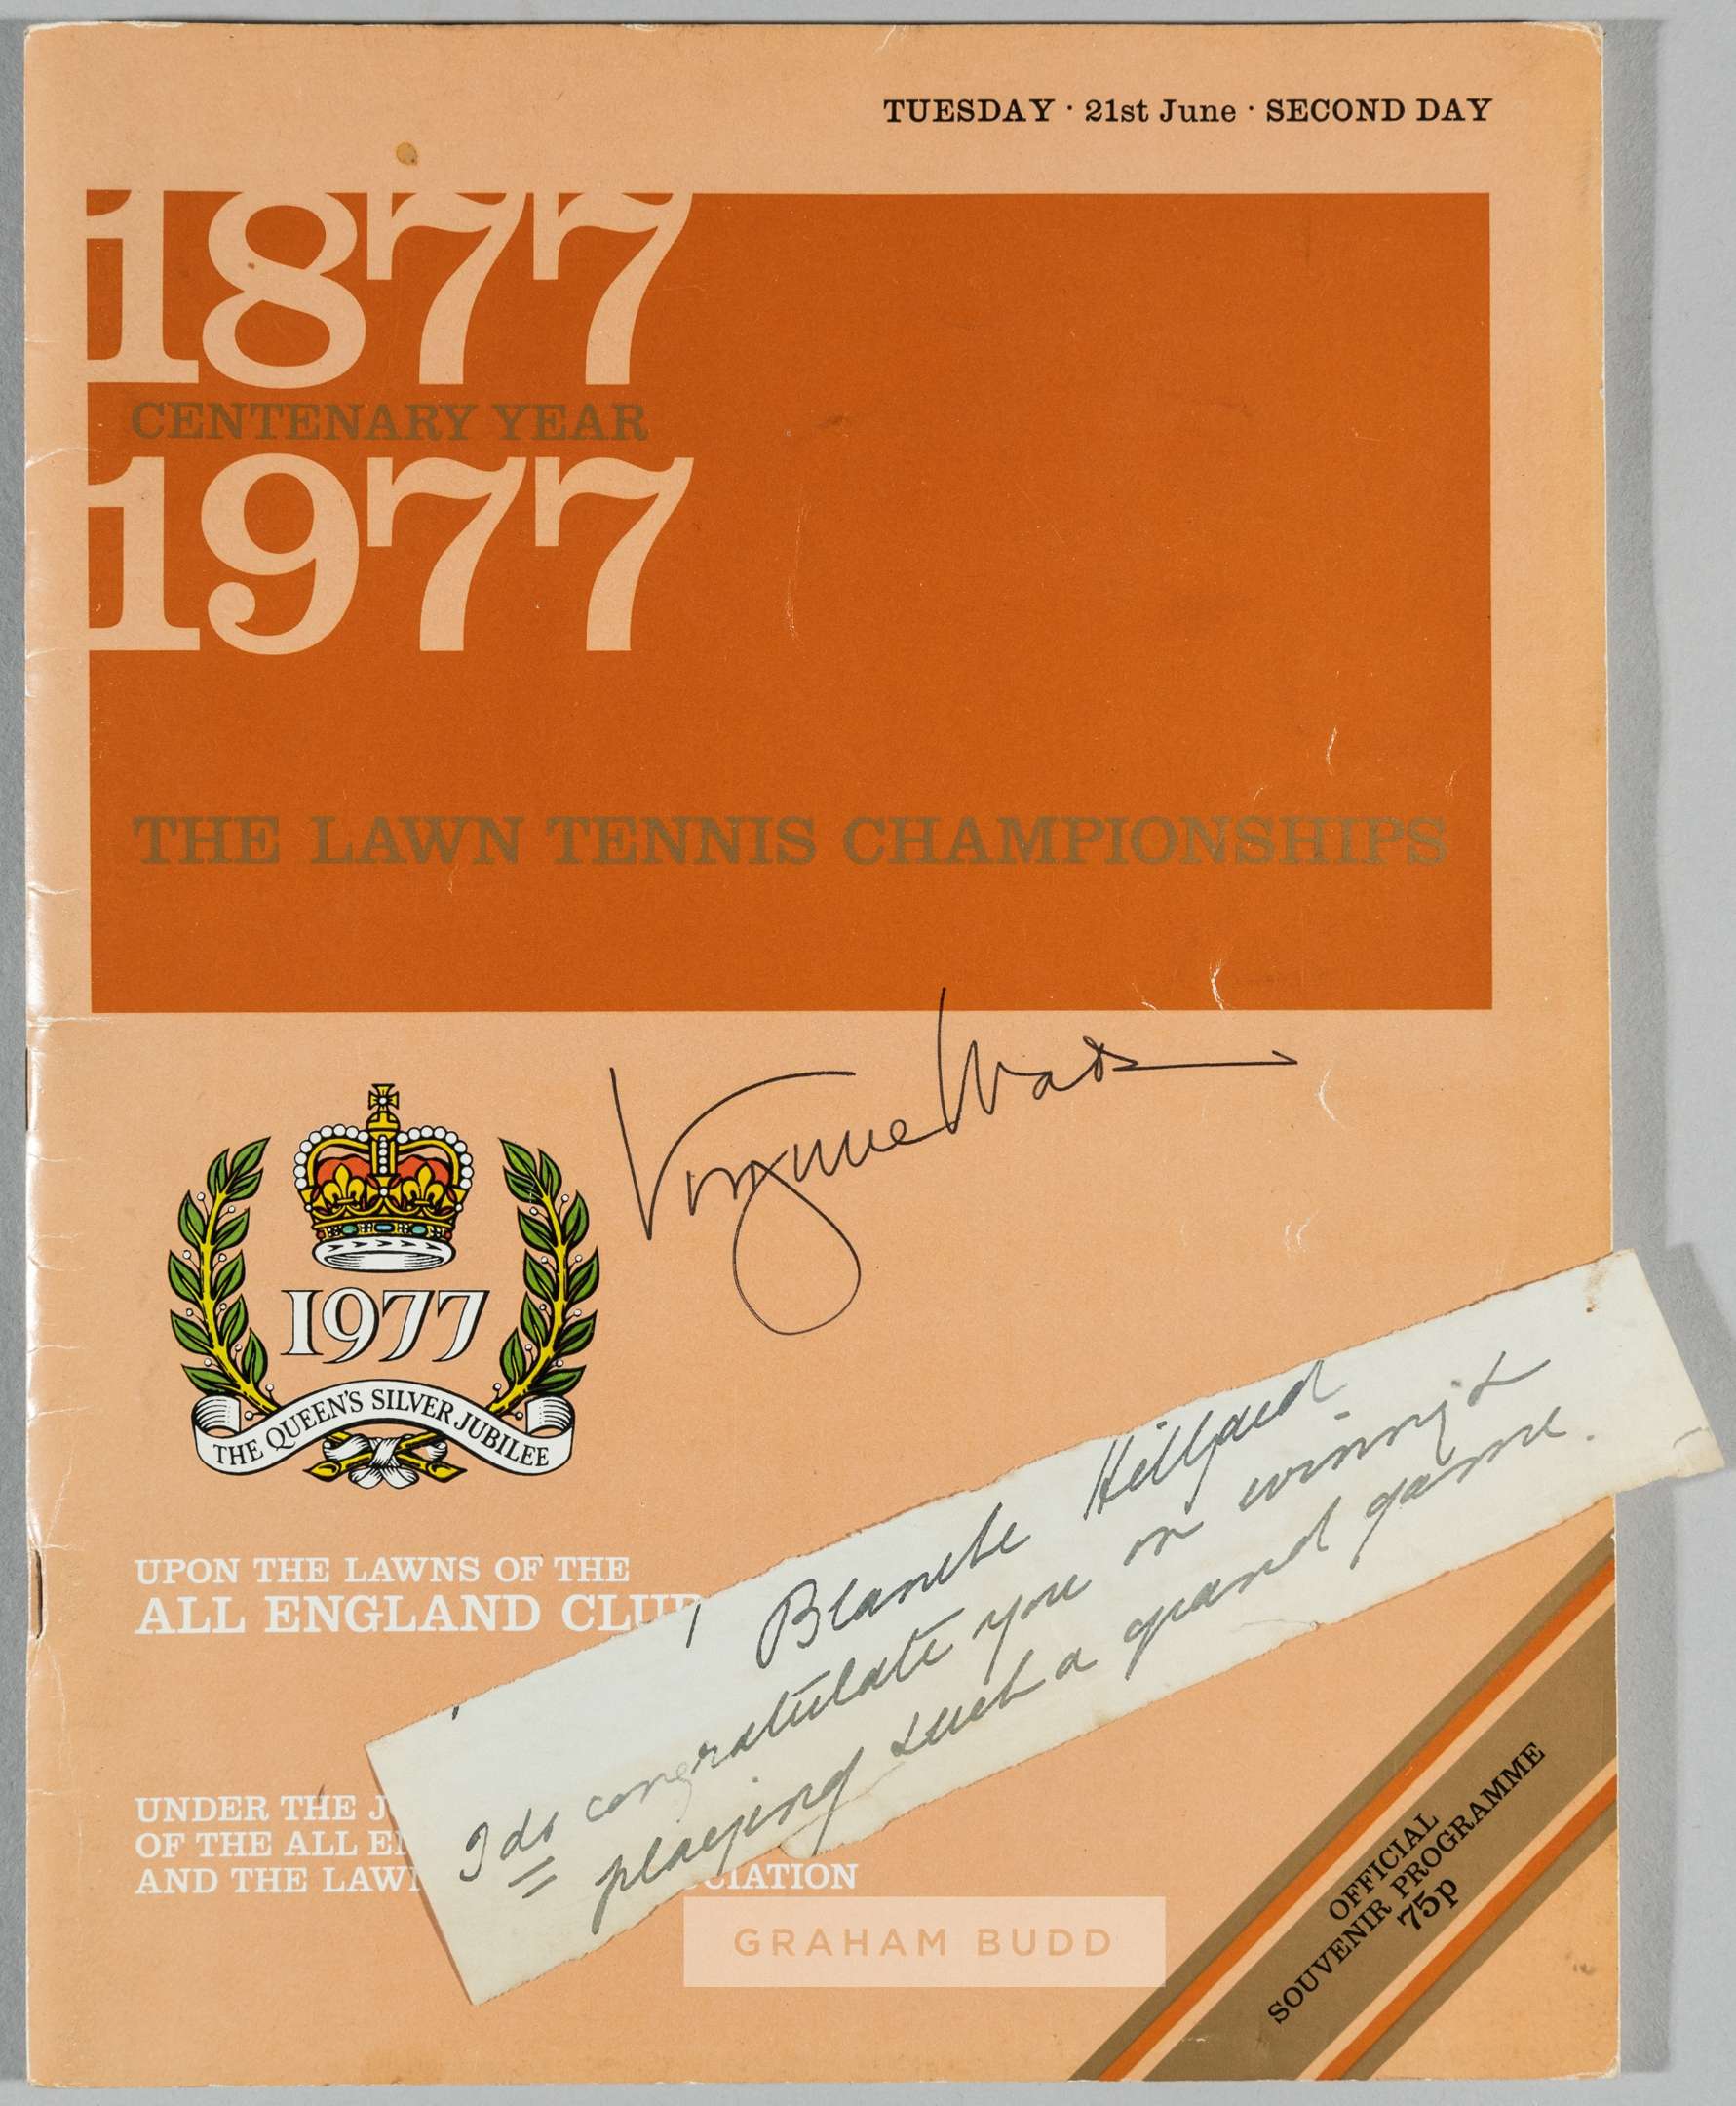 TUESDAY · 21st June · SECOND DAY
1877
CENTENARY YEAR
1977
THE LAWN TENNIS CHAMPIONSHIPS
Virginia Wade
1977
THE QUEEN'S SILVER JUBILEE
UPON THE LAWNS OF THE
ALL ENGLAND CLUB
Blanche Hillyard
I do congratulate you on winning &
playing such a grand game.
UNDER THE J
OF THE ALL E
AND THE LAW
CIATION
GRAHAM BUDD
OFFICIAL
SOUVENIR PROGRAMME
75p